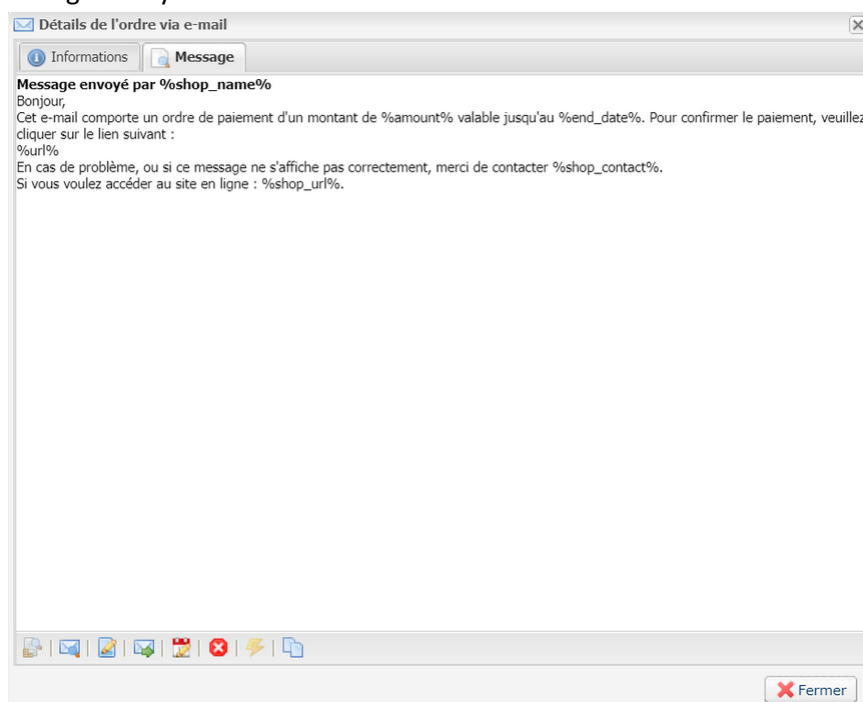 Détails de l'ordre via e-mail
Informations
Message
Message envoyé par %shop_name%
Bonjour,
Cet e-mail comporte un ordre de paiement d'un montant de %amount% valable jusqu'au %end_date%. Pour confirmer le paiement, veuillez
cliquer sur le lien suivant :
%url%
En cas de problème, ou si ce message ne s'affiche pas correctement, merci de contacter %shop_contact%.
Si vous voulez accéder au site en ligne : %shop_url%.
Fermer